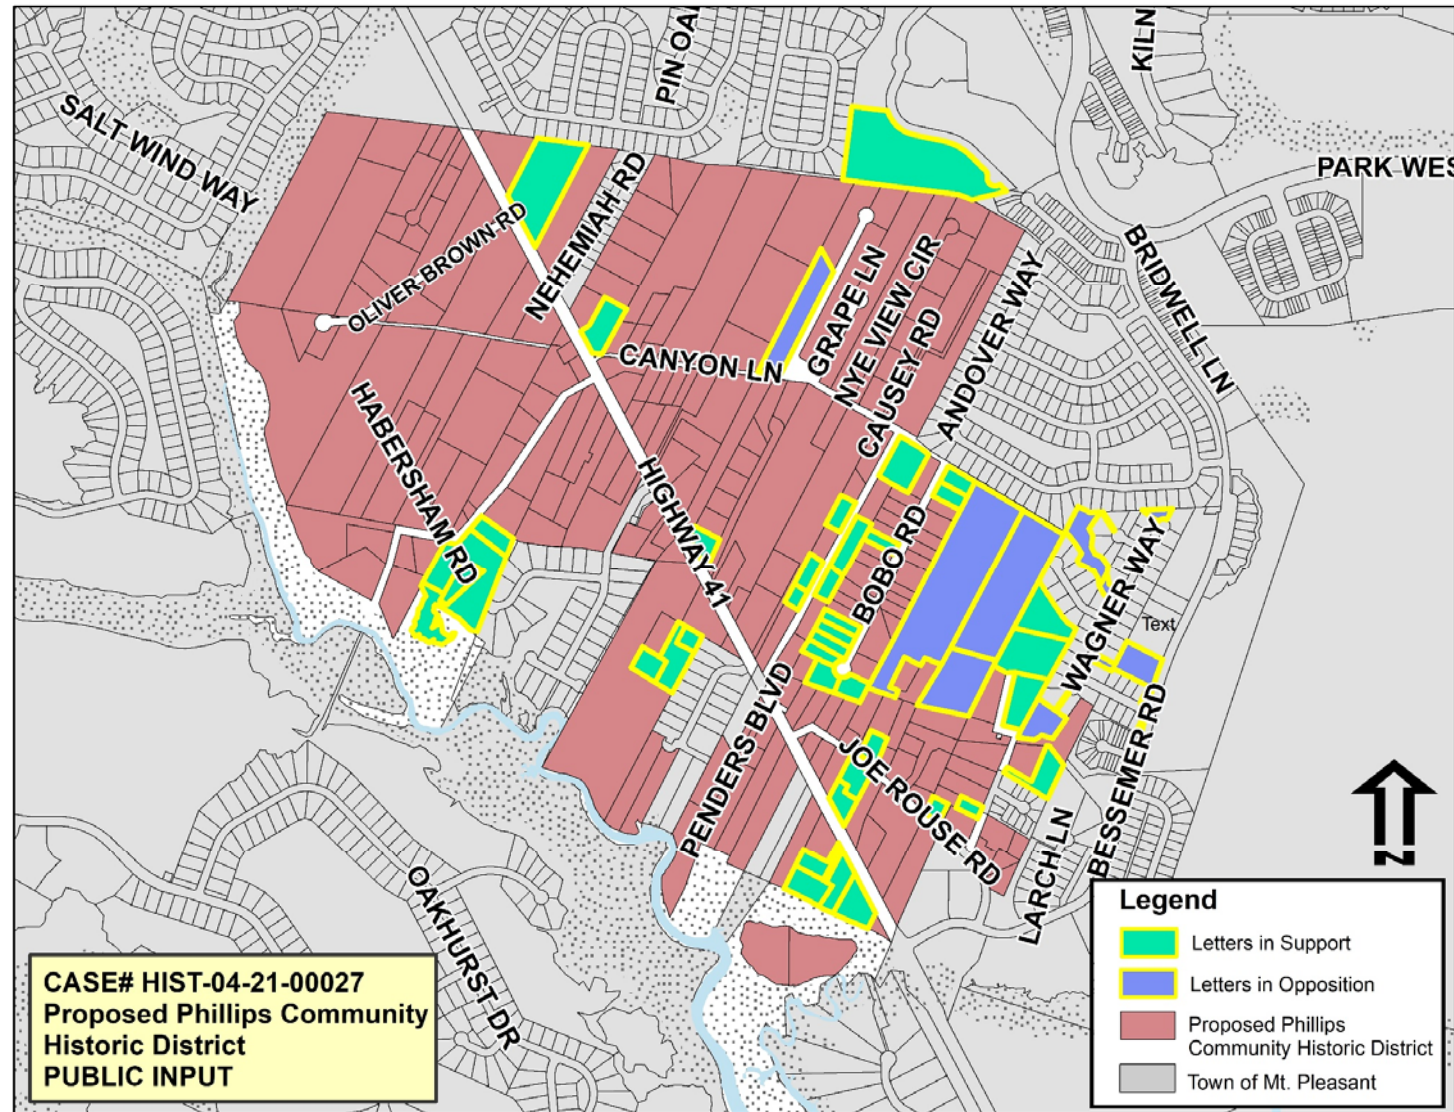 PIN OA
KILN
SALT WIND WAY
PARK WES
NEHEMIAH RD
OLIVER BROWN RD
BRIDWELL LN
GRAPE LN
NYE VIEW CIR
CAUSEY RD
ANDOVER WAY
CANYON LN
HABERSHAM RD
HIGHWAY 41
BOBO RD
WAGNER WAY
Text
PENDERS BLVD
JOE ROUSE RD
BESSEMER RD
LARCH LN
OAKHURST DR
N
CASE# HIST-04-21-00027
Proposed Phillips Community
Historic District
PUBLIC INPUT
Legend
Letters in Support
Letters in Opposition
Proposed Phillips
Community Historic District
Town of Mt. Pleasant